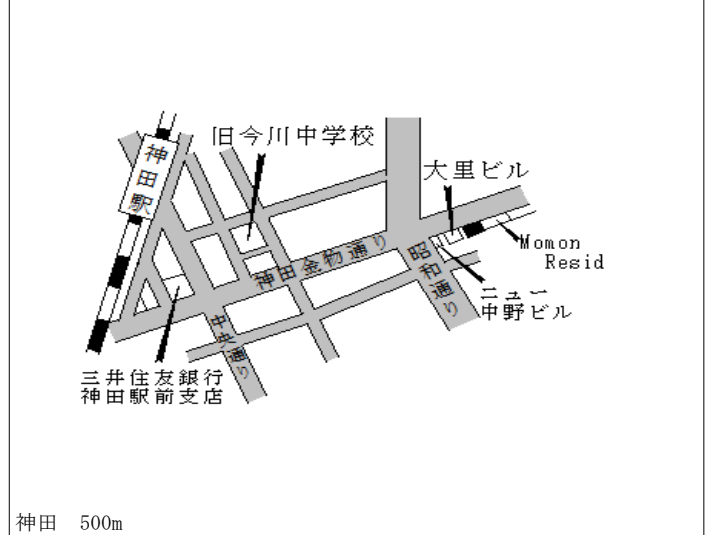 旧今川中学校
神田駅
大里ビル
神田金物通り
昭和通り
Momon
Resid
ニュー
中野ビル
中央通り
三井住友銀行
神田駅前支店
神田　500m